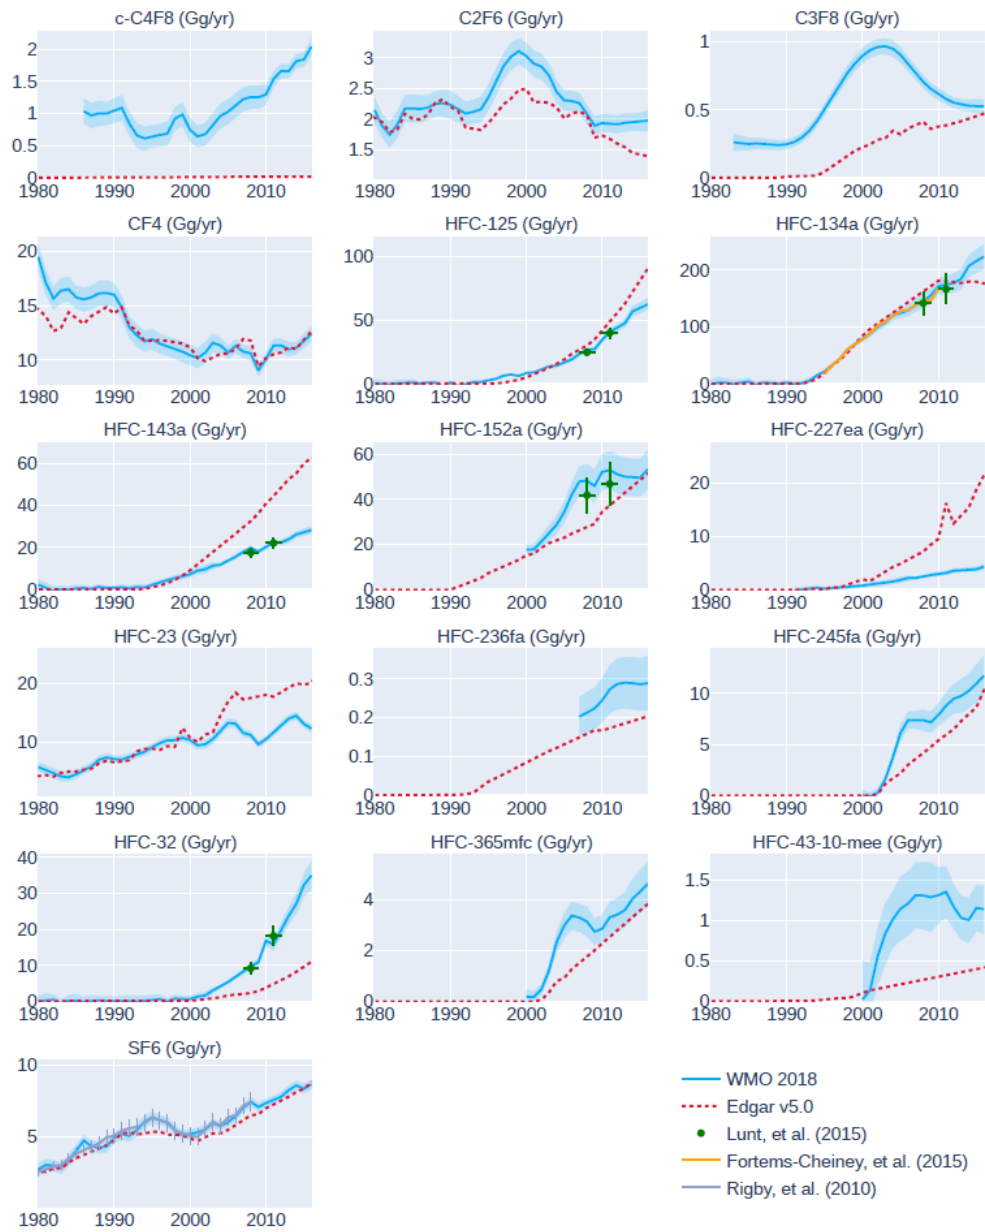 c-C4F8 (Gg/yr) C2F6 (Gg/yr) C3F8 (Gg/yr)
2
1.5
1
0.5
0
1980 1990 2000 2010
3
2.5
2
1.5
1980 1990 2000 2010
1
0.5
0
1980 1990 2000 2010
CF4 (Gg/yr) HFC-125 (Gg/yr) HFC-134a (Gg/yr)
20
15
10
1980 1990 2000 2010
100
50
0
1980 1990 2000 2010
200
100
0
1980 1990 2000 2010
HFC-143a (Gg/yr) HFC-152a (Gg/yr) HFC-227ea (Gg/yr)
60
40
20
0
1980 1990 2000 2010
60
40
20
0
1980 1990 2000 2010
20
10
0
1980 1990 2000 2010
HFC-23 (Gg/yr) HFC-236fa (Gg/yr) HFC-245fa (Gg/yr)
20
10
1980 1990 2000 2010
0.3
0.2
0.1
0
1980 1990 2000 2010
10
5
0
1980 1990 2000 2010
HFC-32 (Gg/yr) HFC-365mfc (Gg/yr) HFC-43-10-mee (Gg/yr)
40
30
20
10
0
1980 1990 2000 2010
4
2
0
1980 1990 2000 2010
1.5
1
0.5
0
1980 1990 2000 2010
SF6 (Gg/yr)
10
5
1980 1990 2000 2010
WMO 2018
Edgar v5.0
Lunt, et al. (2015)
Fortems-Cheiney, et al. (2015)
Rigby, et al. (2010)